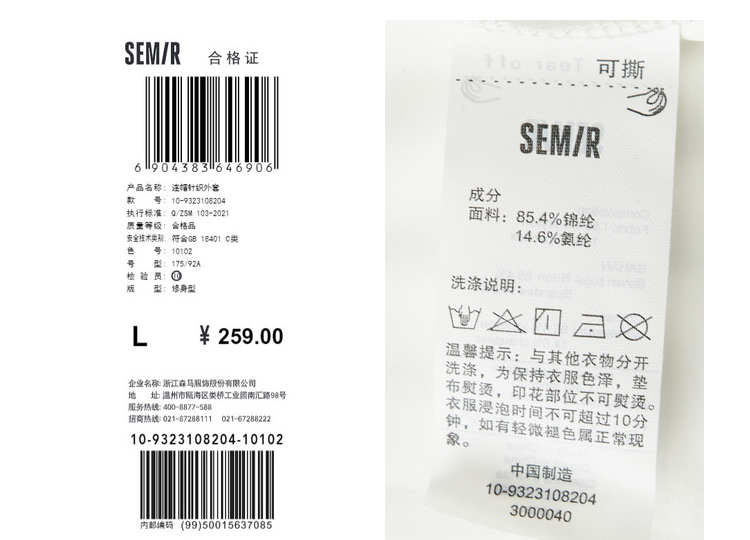 SEM/R 合格证
6 904383 646906
产品名称: 连帽针织外套
款 号: 10-9323108204
执行标准: Q/ZSM 103-2021
质量等级: 合格品
安全技术类别: 符合GB 18401 C类
色 号: 10102
号 型: 175/92A
检 验 员: 10
版 型: 修身型
L ¥ 259.00
企业名称: 浙江森马服饰股份有限公司
地 址: 温州市瓯海区娄桥工业园南汇路98号
服务热线: 400-8877-588
招商热线: 021-67288111 021-67288222
10-9323108204-10102
内部编码 (99)50015637085
Tear off
可撕
SEM/R
成分
面料: 85.4%锦纶
14.6%氨纶
洗涤说明:
温馨提示: 与其他衣物分开
洗涤, 为保持衣服色泽, 垫
布熨烫, 印花部位不可熨烫。
衣服浸泡时间不可超过10分
钟, 如有轻微褪色属正常现
象。
中国制造
10-9323108204
3000040